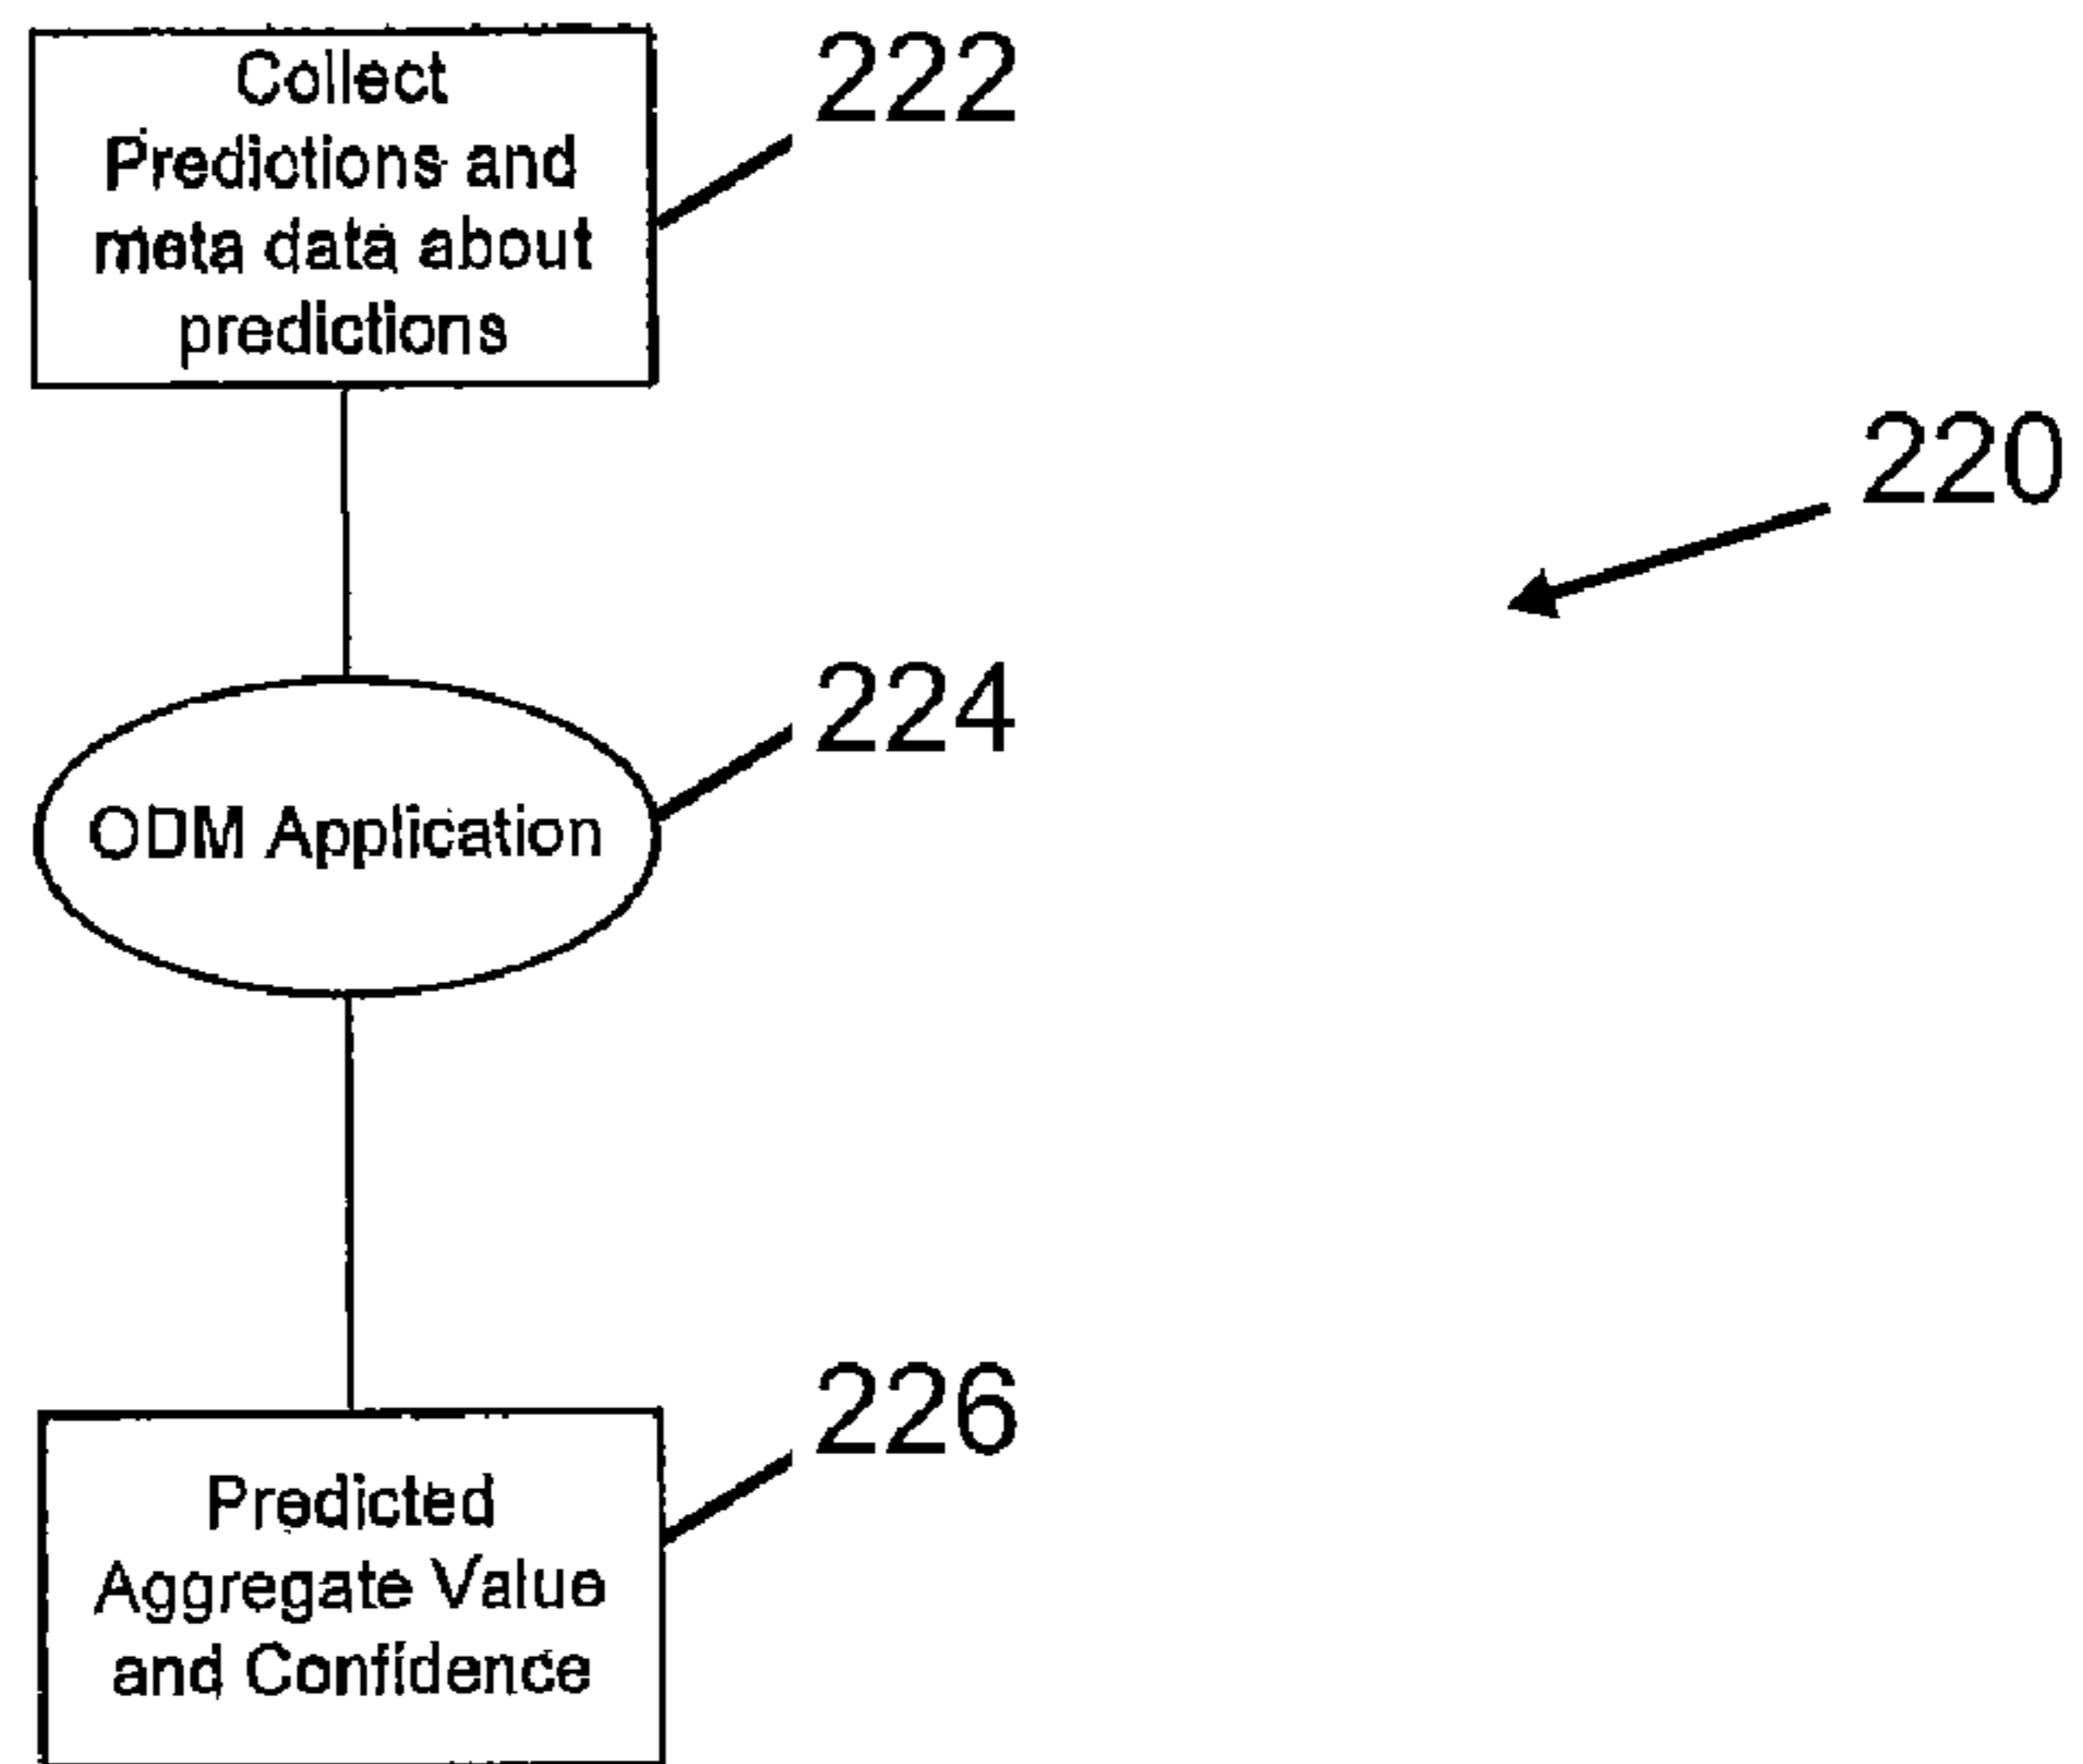 Collect
Predictions and
meta data about
predictions
222
220
ODM Application
224
Predicted
Aggregate Value
and Confidence
226